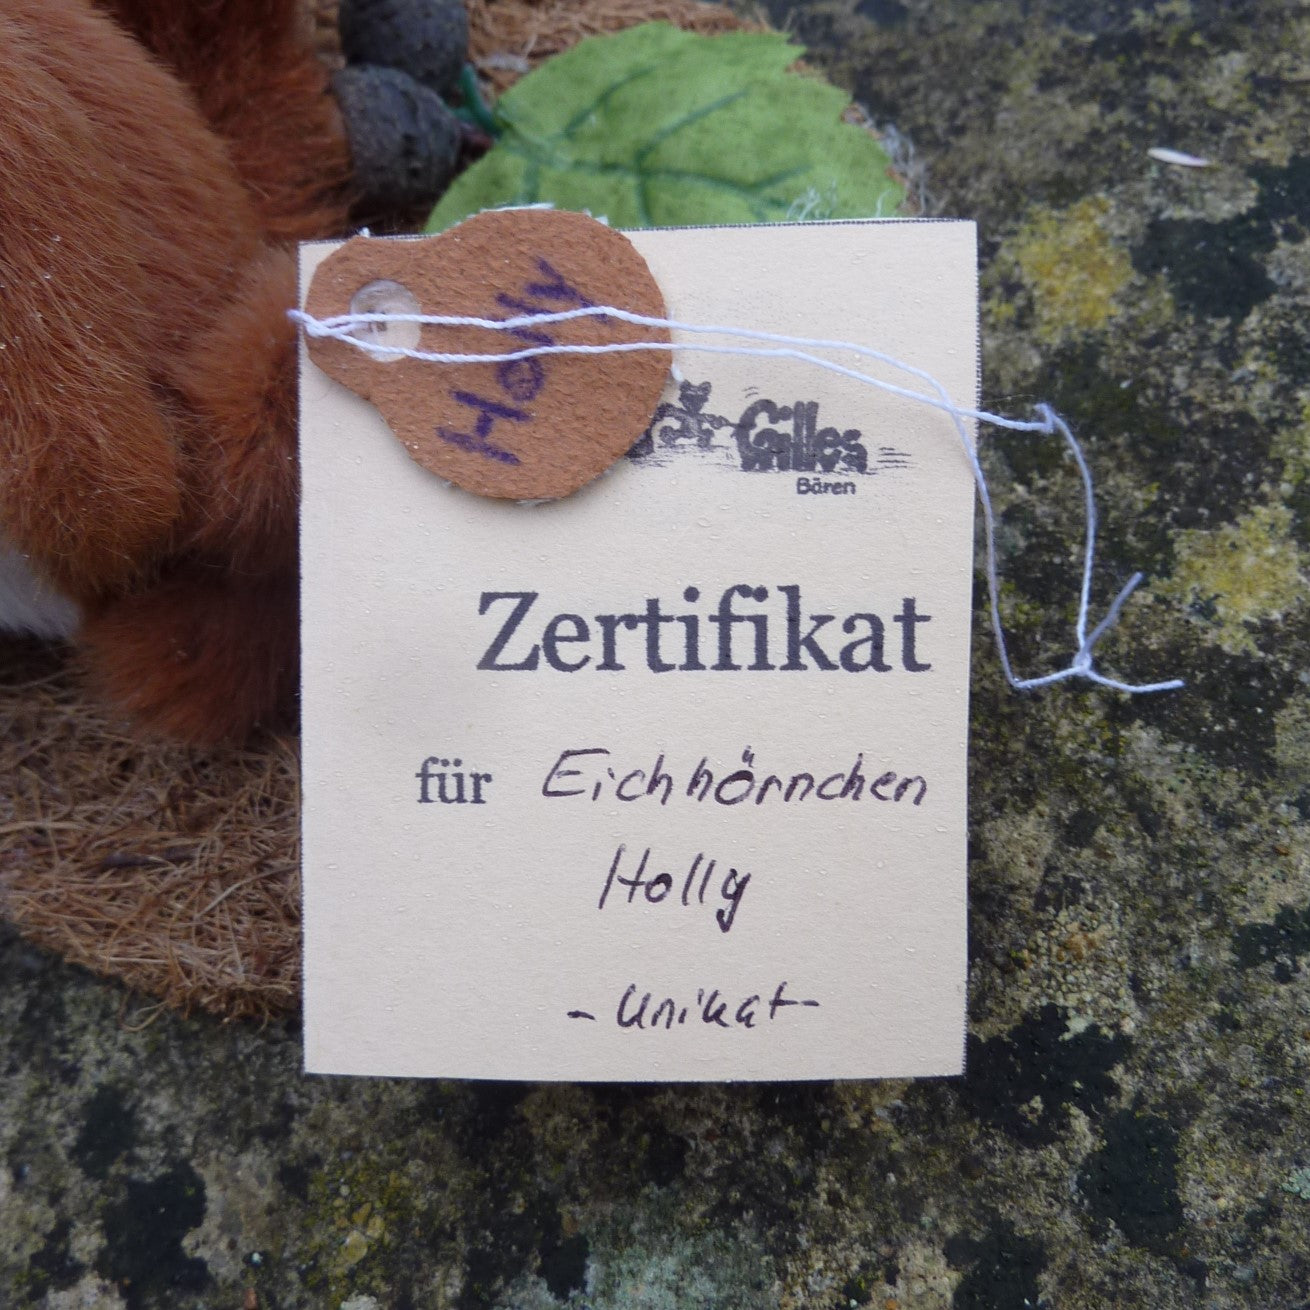 Holly
Gilles
Bären
Zertifikat
für Eichhörnchen
Holly
- Unikat -